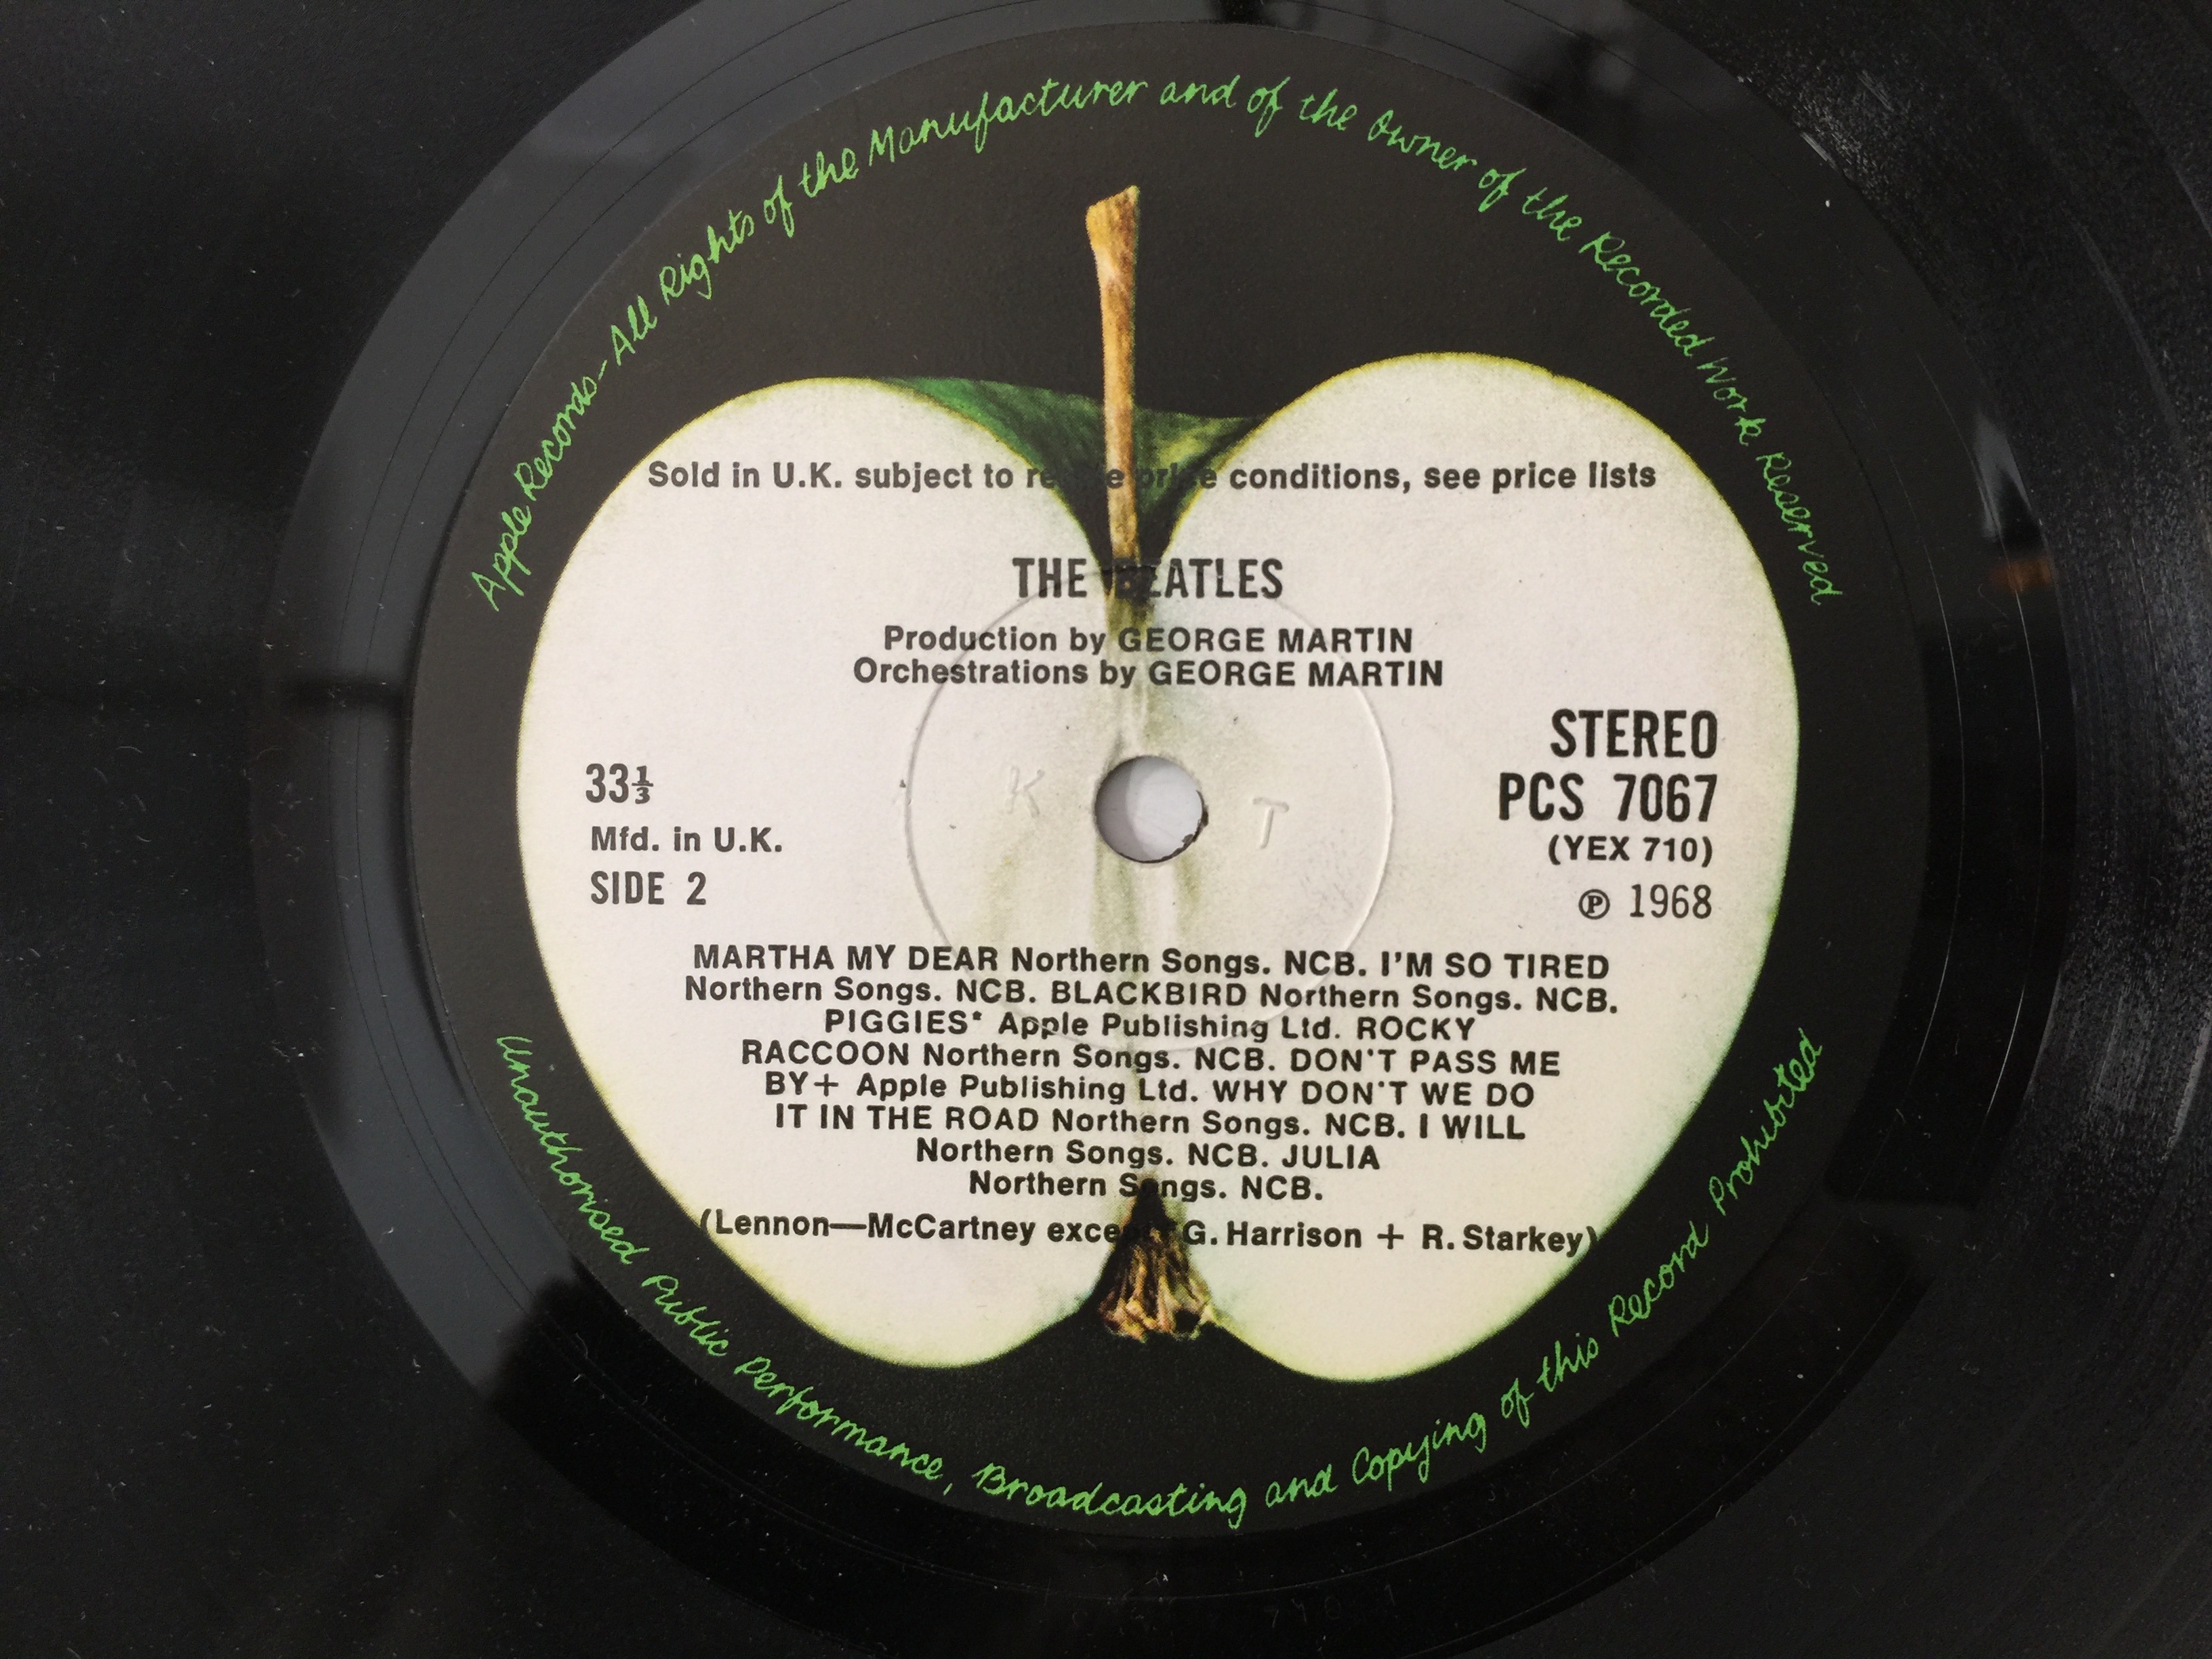 Apple Records-All Rights of the Manufacturer and of the Owner of the Recorded Work Reserved
Sold in U.K. subject to conditions, see price lists
THE BEATLES
Production by GEORGE MARTIN
Orchestrations by GEORGE MARTIN
STEREO
PCS 7067
(YEX 710)
℗ 1968
33⅓
Mfd. in U.K.
SIDE 2
K T
MARTHA MY DEAR Northern Songs. NCB. I'M SO TIRED
Northern Songs. NCB. BLACKBIRD Northern Songs. NCB.
PIGGIES* Apple Publishing Ltd. ROCKY
RACCOON Northern Songs. NCB. DON'T PASS ME
BY+ Apple Publishing Ltd. WHY DON'T WE DO
IT IN THE ROAD Northern Songs. NCB. I WILL
Northern Songs. NCB. JULIA
Northern Songs. NCB.
(Lennon—McCartney except G. Harrison + R. Starkey)
Unauthorised Public Performance, Broadcasting and Copying of this Record Prohibited